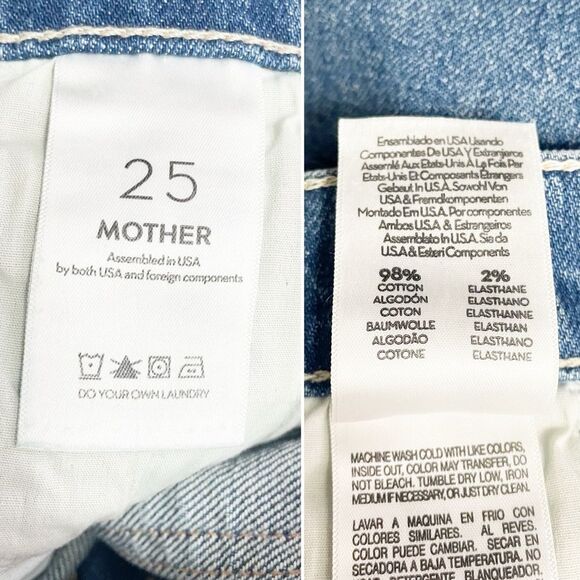 25
MOTHER
Assembled in USA
by both USA and foreign components
DO YOUR OWN LAUNDRY
Ensamblado en USA Usando
Componentes De USA Y Extranjeros
Assemlé Aux Etats-Unis A La Fois Par
Etats-Unis Et Composants Etrangers
Gebaut In U.S.A. Sowohl Von
USA & Fremdkomponenten
Montado Em U.S.A. Por componentes
Ambos U.S.A & Estrangeiros
Assemblato In U.S.A. Sia da
U.S.A & Esteri Components
98% 2%
COTTON ELASTHANE
ALGODÓN ELASTHANO
COTON ELASTHANNE
BAUMWOLLE ELASTHAN
ALGODÃO ELASTHANO
COTONE ELASTHANE
MACHINE WASH COLD WITH LIKE COLORS,
INSIDE OUT, COLOR MAY TRANSFER, DO
NOT BLEACH. TUMBLE DRY LOW, IRON
MEDIUM IF NECESSARY, OR JUST DRY CLEAN.
LAVAR A MAQUINA EN FRIO CON
COLORES SIMILARES. AL REVES.
COLOR PUEDE CAMBIAR. SECAR EN
SECADORA A BAJA TEMPERATURA. NO
BLANQUEADOR.